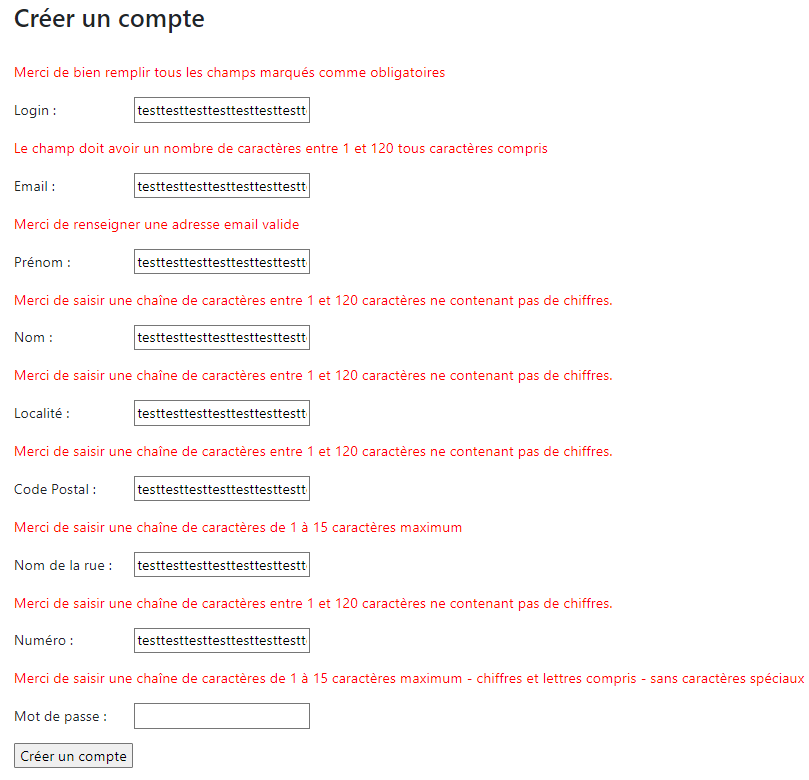 Créer un compte
Merci de bien remplir tous les champs marqués comme obligatoires
Login : testtesttesttesttesttestt
Le champ doit avoir un nombre de caractères entre 1 et 120 tous caractères compris
Email : testtesttesttesttesttestt
Merci de renseigner une adresse email valide
Prénom : testtesttesttesttesttestt
Merci de saisir une chaîne de caractères entre 1 et 120 caractères ne contenant pas de chiffres.
Nom : testtesttesttesttesttestt
Merci de saisir une chaîne de caractères entre 1 et 120 caractères ne contenant pas de chiffres.
Localité : testtesttesttesttesttestt
Merci de saisir une chaîne de caractères entre 1 et 120 caractères ne contenant pas de chiffres.
Code Postal : testtesttesttesttesttestt
Merci de saisir une chaîne de caractères de 1 à 15 caractères maximum
Nom de la rue : testtesttesttesttesttestt
Merci de saisir une chaîne de caractères entre 1 et 120 caractères ne contenant pas de chiffres.
Numéro : testtesttesttesttesttestt
Merci de saisir une chaîne de caractères de 1 à 15 caractères maximum - chiffres et lettres compris - sans caractères spéciaux
Mot de passe :
Créer un compte